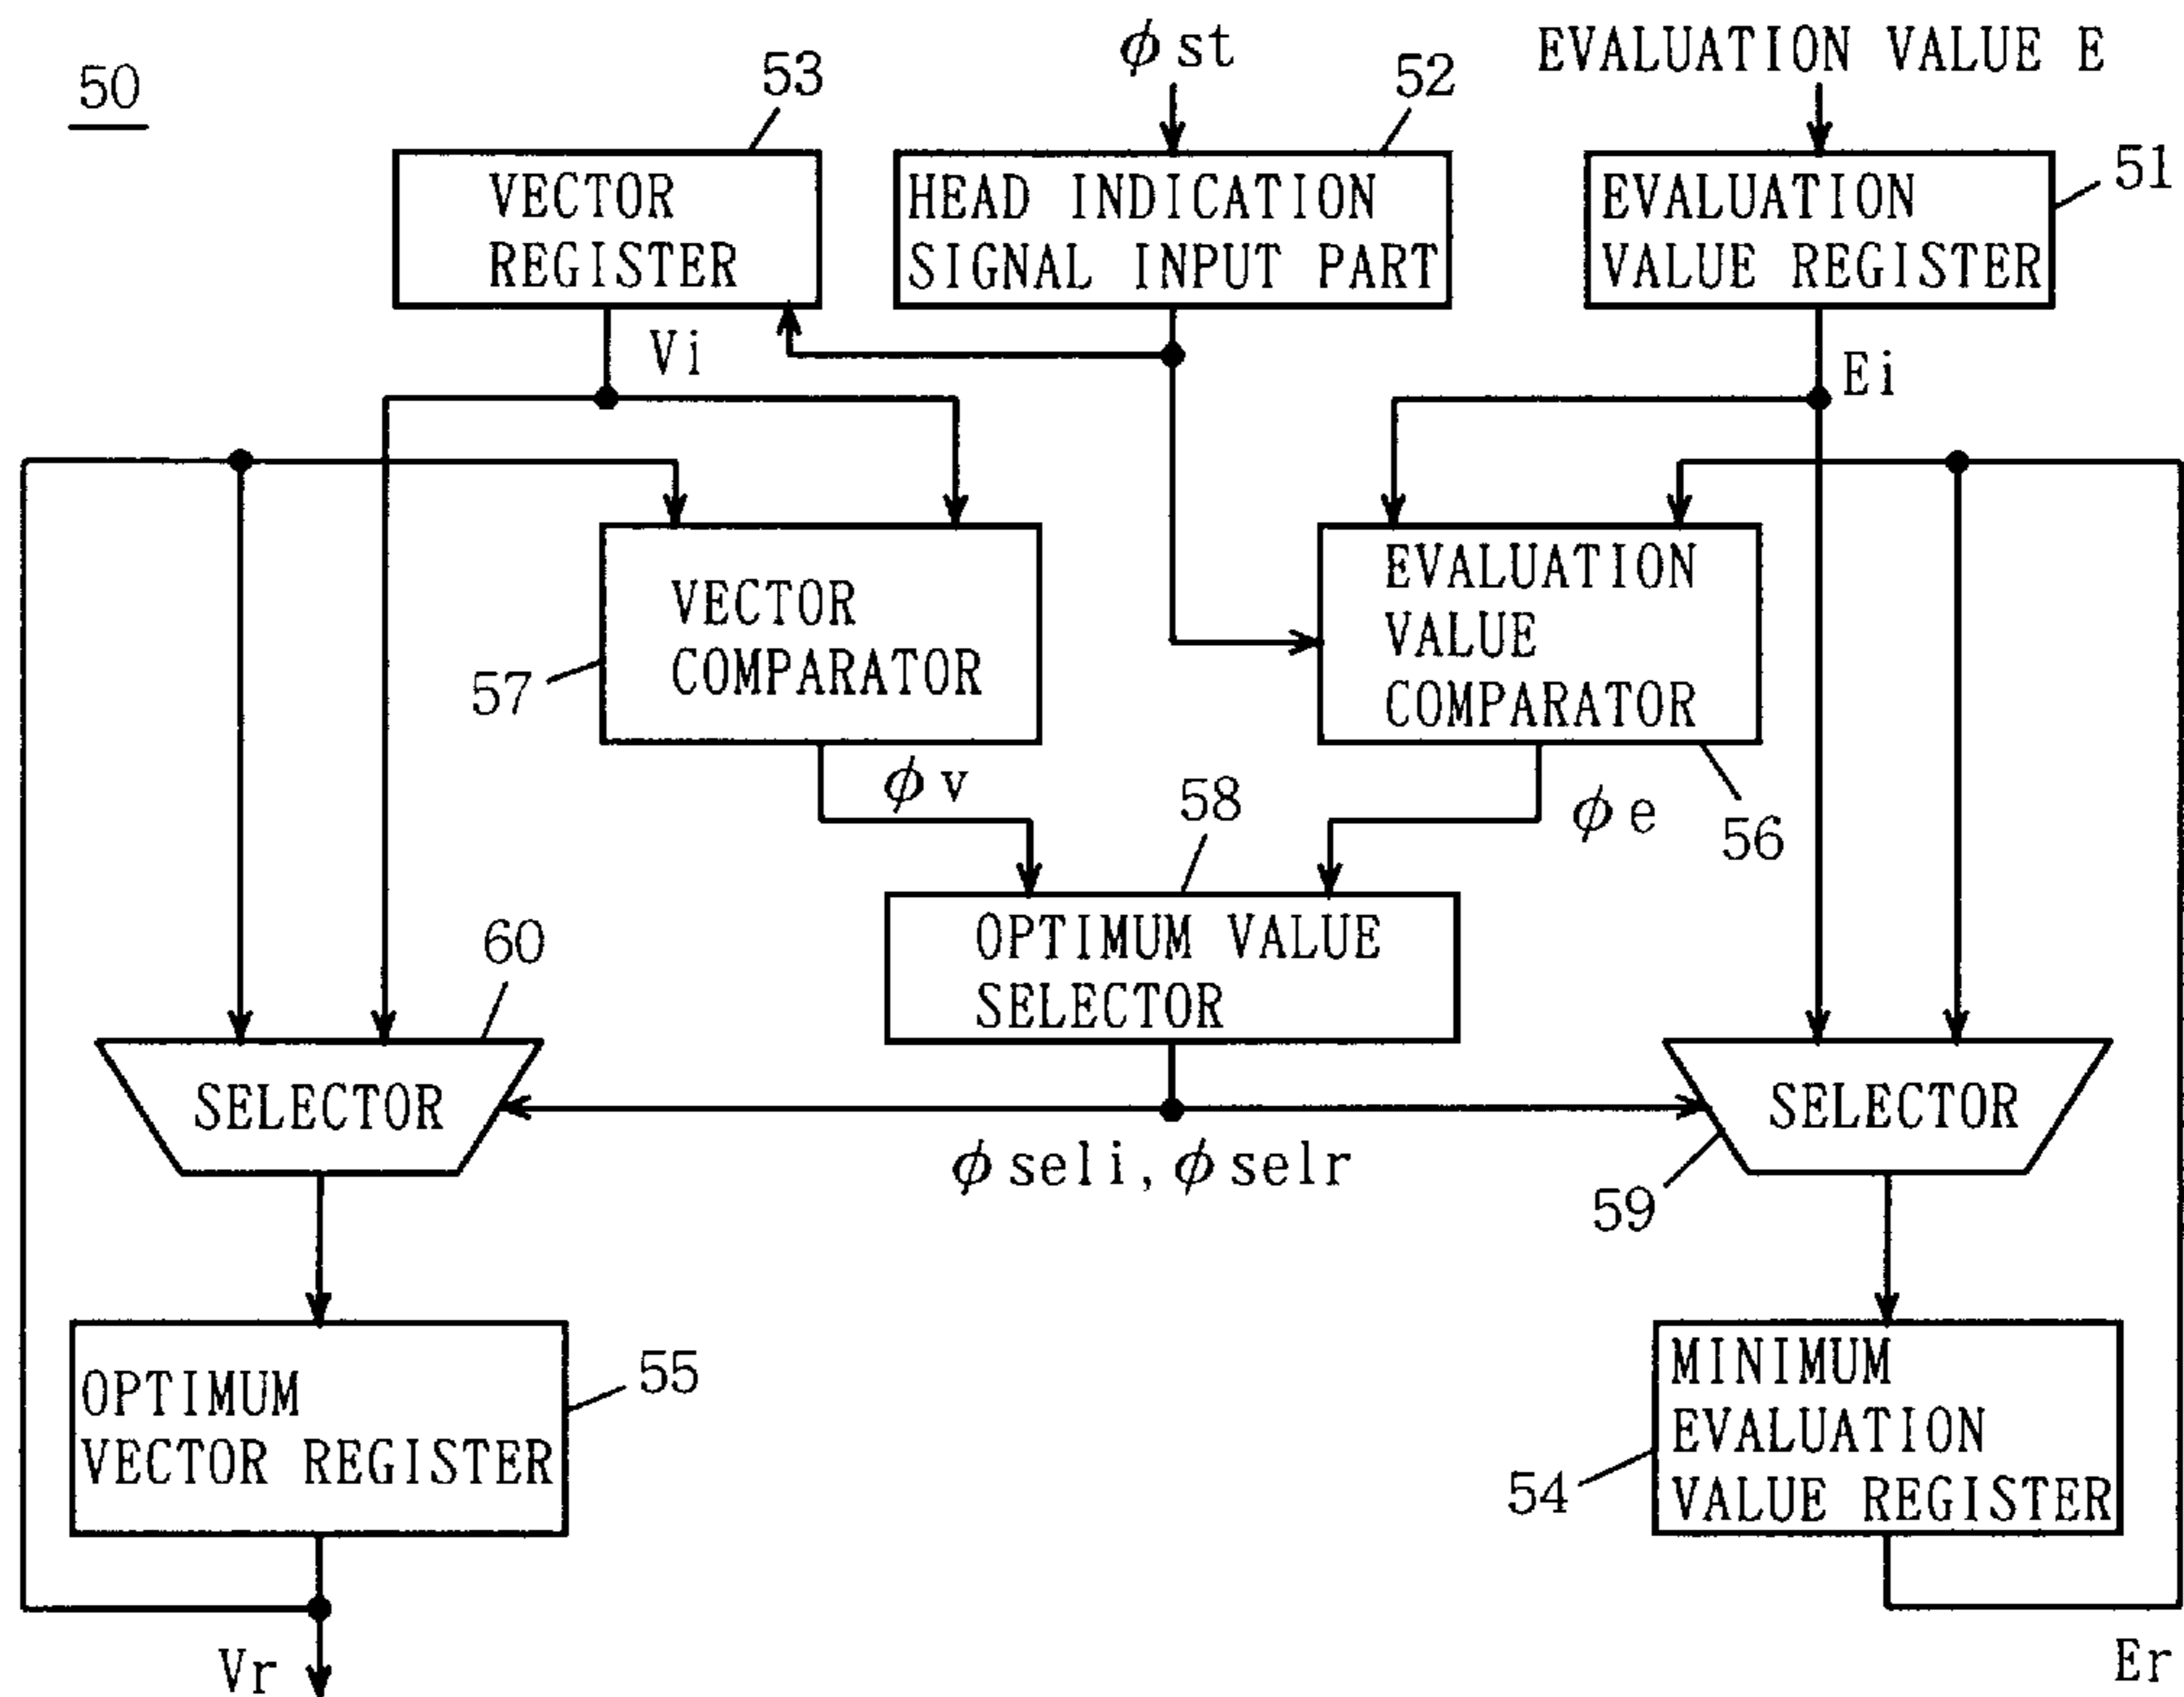 50
53
ϕst
52
EVALUATION VALUE E
VECTOR
REGISTER
HEAD INDICATION
SIGNAL INPUT PART
EVALUATION
VALUE REGISTER
51
Vi
Ei
VECTOR
COMPARATOR
57
EVALUATION
VALUE
COMPARATOR
56
ϕv
58
ϕe
OPTIMUM VALUE
SELECTOR
60
SELECTOR
SELECTOR
ϕseli, ϕselr
59
OPTIMUM
VECTOR REGISTER
55
MINIMUM
EVALUATION
VALUE REGISTER
54
Vr
Er